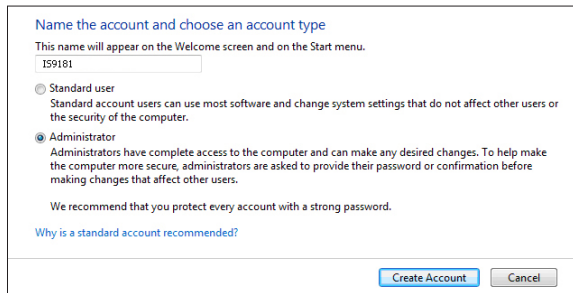 Name the account and choose an account type
This name will appear on the Welcome screen and on the Start menu.
IS9181
Standard user
Standard account users can use most software and change system settings that do not affect other users or
the security of the computer.
Administrator
Administrators have complete access to the computer and can make any desired changes. To help make
the computer more secure, administrators are asked to provide their password or confirmation before
making changes that affect other users.
We recommend that you protect every account with a strong password.
Why is a standard account recommended?
Create Account
Cancel